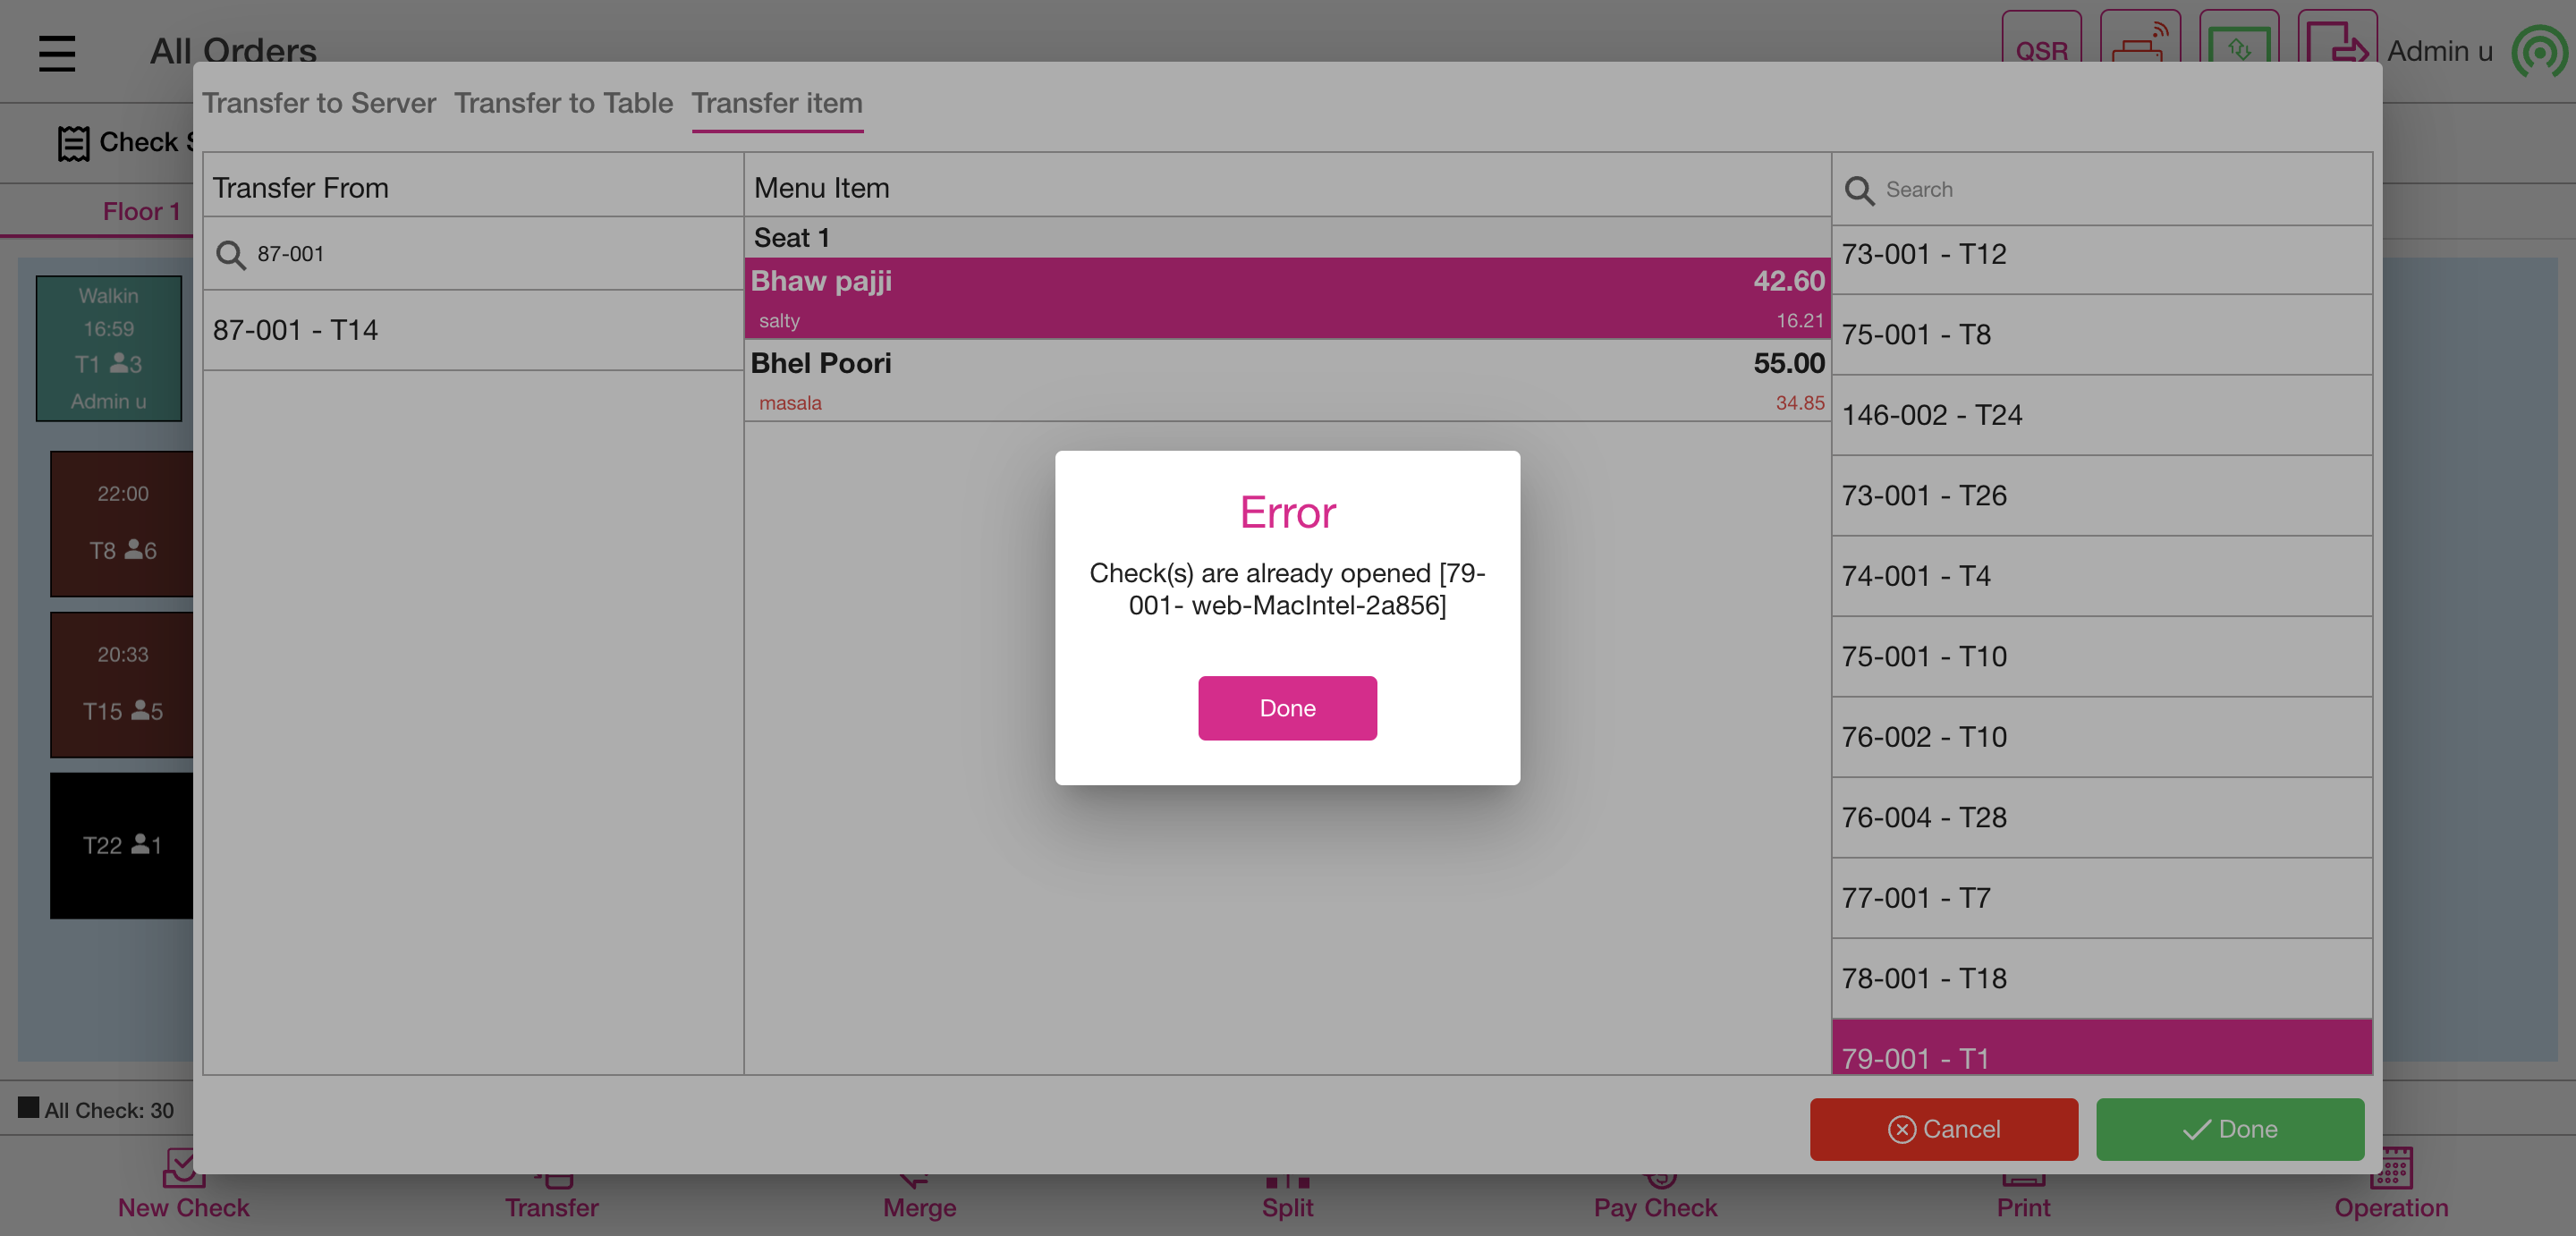 All Orders
QSR
Admin u
Transfer to Server Transfer to Table Transfer item
Check S
Floor 1
Transfer From
87-001
87-001 - T14
Menu Item
Seat 1
Bhaw pajji 42.60
salty 16.21
Bhel Poori 55.00
masala 34.85
Search
73-001 - T12
75-001 - T8
146-002 - T24
73-001 - T26
74-001 - T4
75-001 - T10
76-002 - T10
76-004 - T28
77-001 - T7
78-001 - T18
79-001 - T1
Walkin
16:59
T1 3
Admin u
22:00
T8 6
20:33
T15 5
T22 1
Error
Check(s) are already opened [79-
001- web-MacIntel-2a856]
Done
Cancel
Done
All Check: 30
New Check
Transfer
Merge
Split
Pay Check
Print
Operation